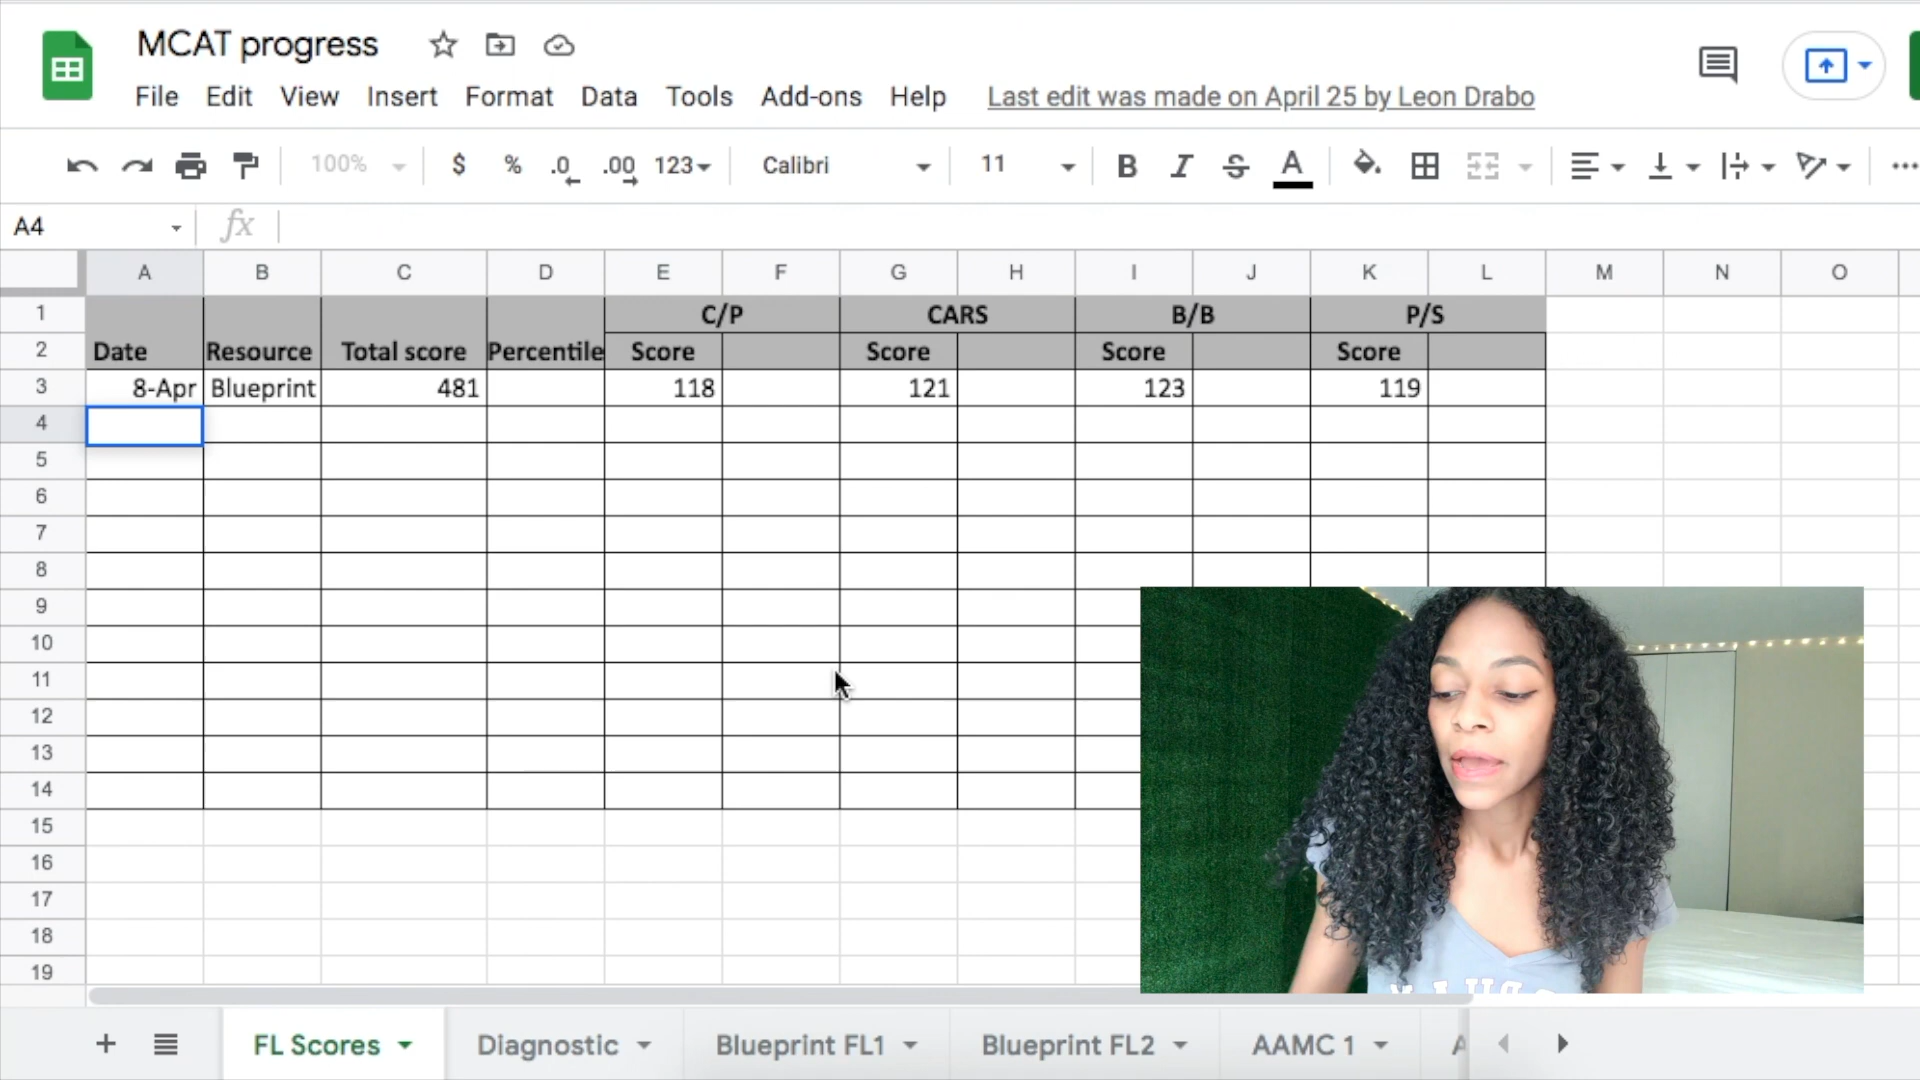 MCAT progress
File Edit View Insert Format Data Tools Add-ons Help Last edit was made on April 25 by Leon Drabo
100% $ % .0 .00 123 Calibri 11 B I S A
A4 fx
A B C D E F G H I J K L M N O
1 C/P CARS B/B P/S
2 Date Resource Total score Percentile Score Score Score Score
3 8-Apr Blueprint 481 118 121 123 119
4
5
6
7
8
9
10
11
12
13
14
15
16
17
18
19
+ FL Scores Diagnostic Blueprint FL1 Blueprint FL2 AAMC 1